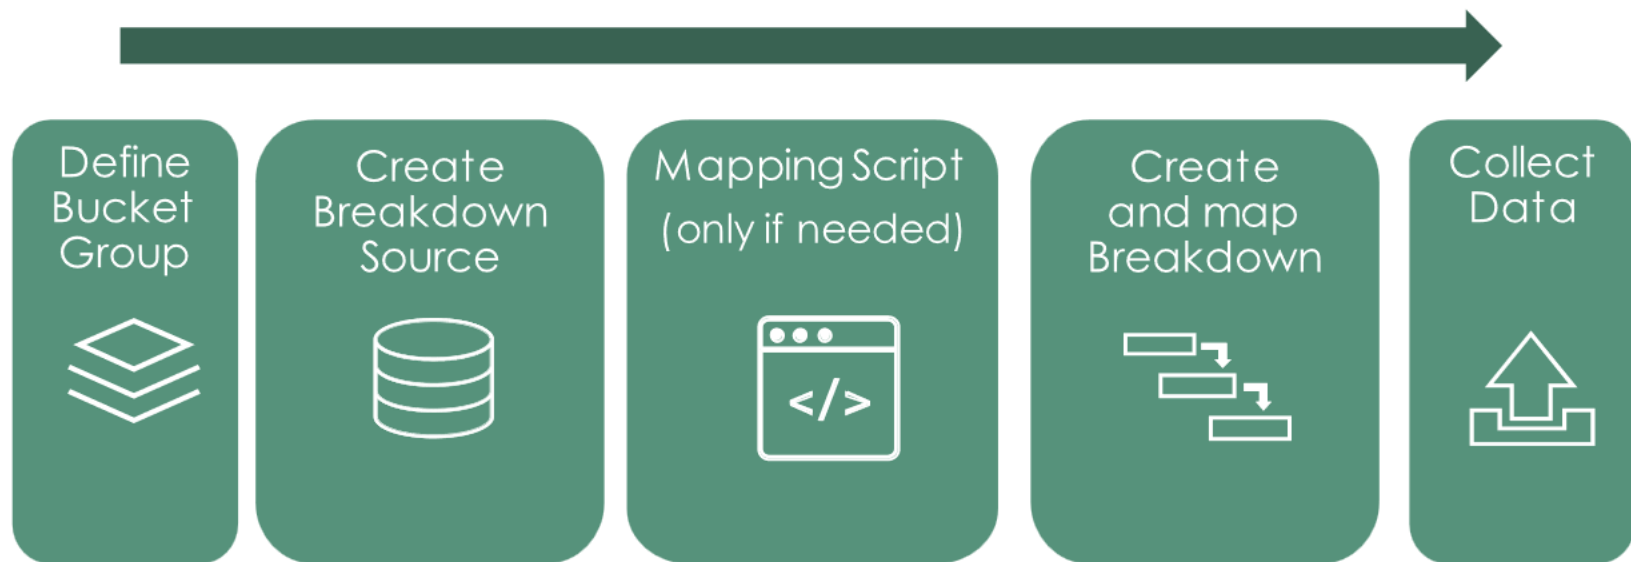 Define
Bucket
Group
Create
Breakdown
Source
Mapping Script
(only if needed)
</>
Create
and map
Breakdown
Collect
Data